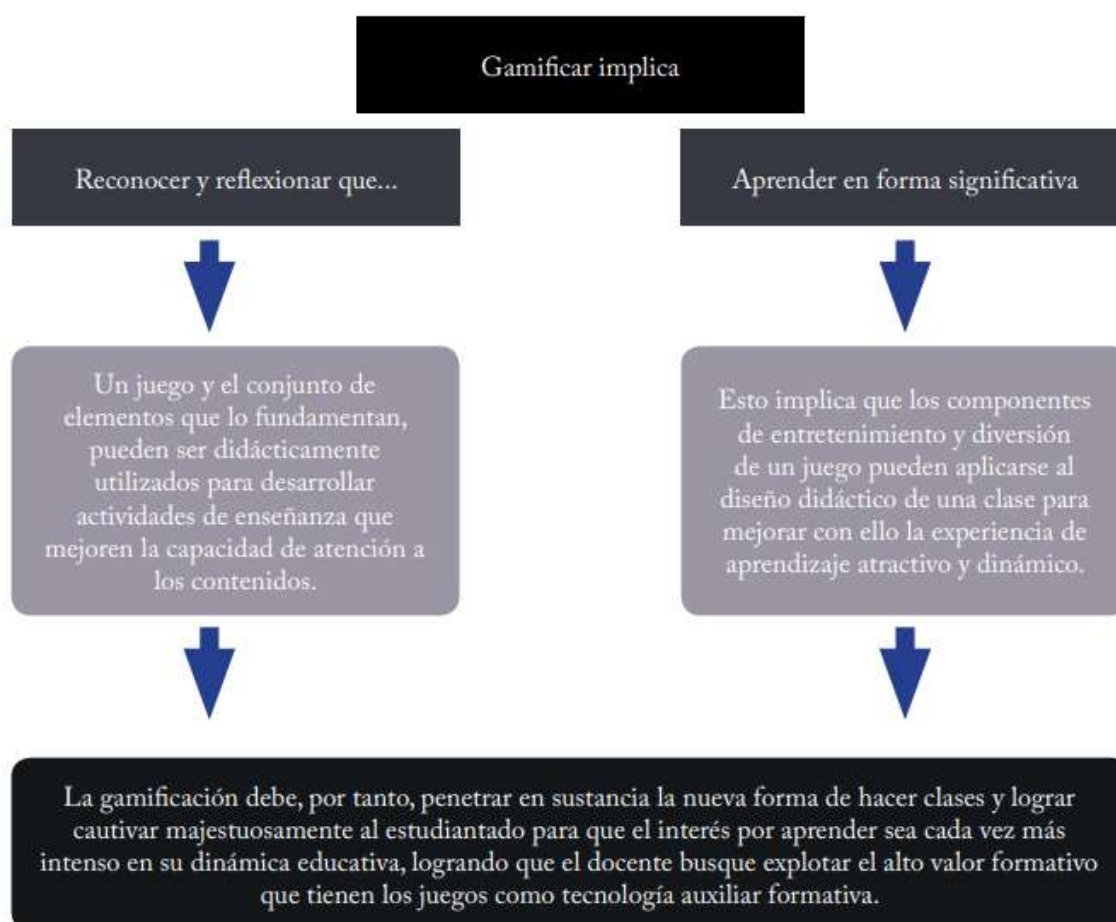 Gamificar implica
Reconocer y reflexionar que...
Aprender en forma significativa
Un juego y el conjunto de
elementos que lo fundamentan,
pueden ser didácticamente
utilizados para desarrollar
actividades de enseñanza que
mejoren la capacidad de atención a
los contenidos.
Esto implica que los componentes
de entretenimiento y diversión
de un juego pueden aplicarse al
diseño didáctico de una clase para
mejorar con ello la experiencia de
aprendizaje atractivo y dinámico.
La gamificación debe, por tanto, penetrar en sustancia la nueva forma de hacer clases y lograr
cautivar majestuosamente al estudiantado para que el interés por aprender sea cada vez más
intenso en su dinámica educativa, logrando que el docente busque explotar el alto valor formativo
que tienen los juegos como tecnología auxiliar formativa.